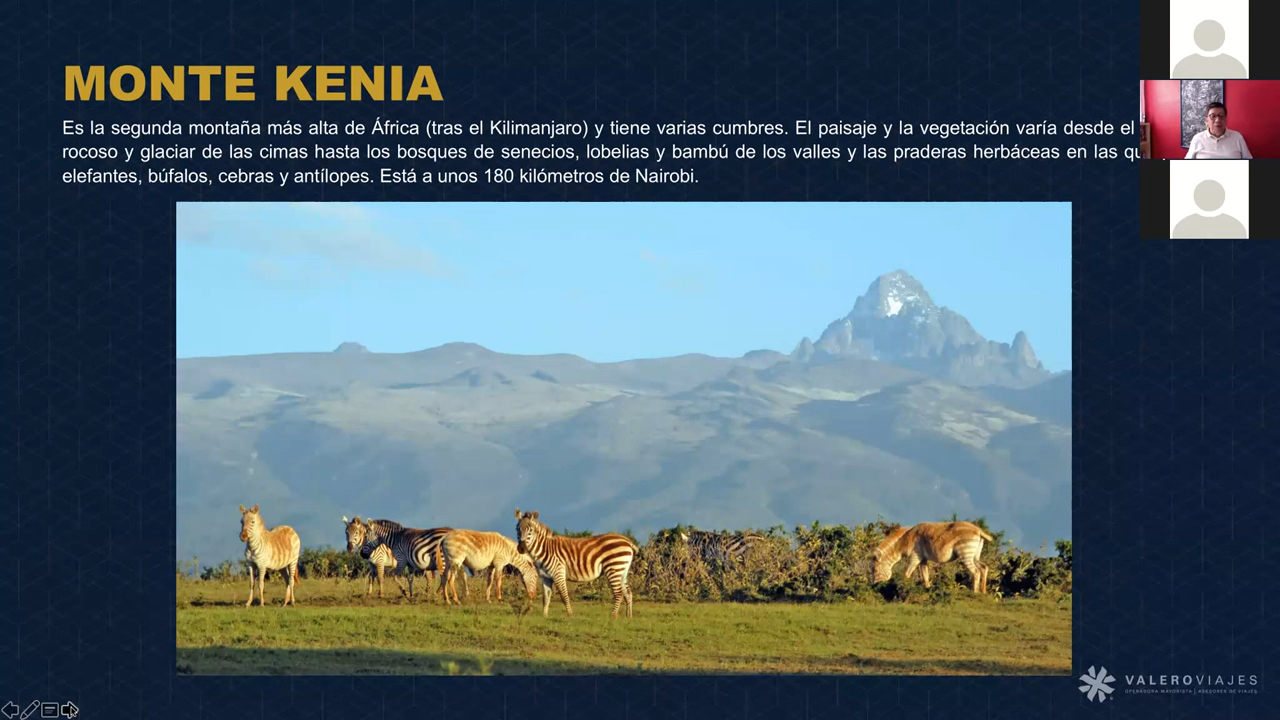 MONTE KENIA
Es la segunda montaña más alta de África (tras el Kilimanjaro) y tiene varias cumbres. El paisaje y la vegetación varía desde el
rocoso y glaciar de las cimas hasta los bosques de senecios, lobelias y bambú de los valles y las praderas herbáceas en las
elefantes, búfalos, cebras y antílopes. Está a unos 180 kilómetros de Nairobi.
VALEROVIAJES
OPERADORA MAYORISTA | ASESORES DE VIAJES